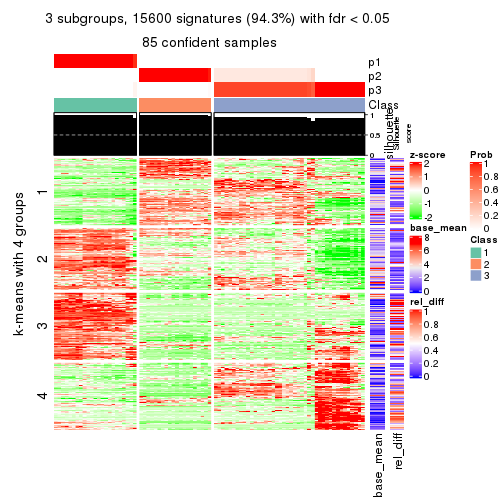 3 subgroups, 15600 signatures (94.3%) with fdr < 0.05
85 confident samples
p1
p2
p3
Class
1
0.5
0
silhouette
Silhouette
score
k-means with 4 groups
1
2
3
4
base_mean
rel_diff
z-score
2
1
0
-1
-2
base_mean
8
6
4
2
0
rel_diff
1
0.8
0.6
0.4
0.2
0
Prob
1
0.8
0.6
0.4
0.2
0
Class
1
2
3